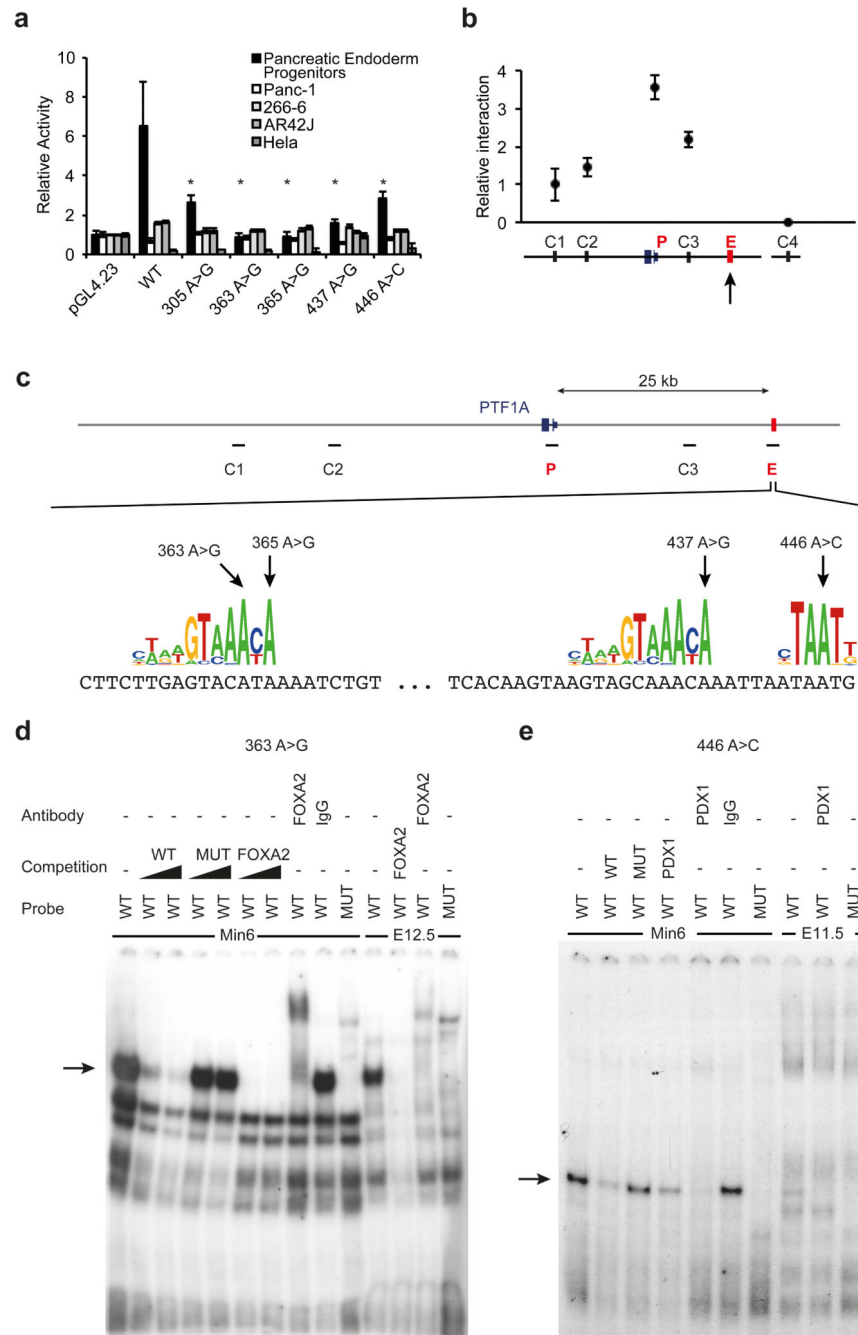 a
10
8
6
4
2
0
Relative Activity
Pancreatic Endoderm
Progenitors
Panc-1
266-6
AR42J
Hela
* * * * *
pGL4.23 WT 305 A>G 363 A>G 365 A>G 437 A>G 446 A>C
b
4
3
2
1
0
Relative interaction
C1 C2 P C3 E C4
c
25 kb
PTF1A
C1 C2 P C3 E
363 A>G 365 A>G 437 A>G 446 A>C
CTTCTTGAGTACATAAAATCTGT ... TCACAAGTAAGTAGCAAACAAATTAATAATG
d
363 A>G
Antibody - - - - - - - FOXA2 IgG - - - FOXA2 -
Competition - WT MUT FOXA2 - - - - FOXA2 - -
Probe WT WT WT WT WT WT WT WT WT MUT WT WT WT MUT
Min6 E12.5
e
446 A>C
- - - - PDX1 IgG - - PDX1 -
- WT MUT PDX1 - - - - - -
WT WT WT WT WT WT MUT WT WT MUT
Min6 E11.5